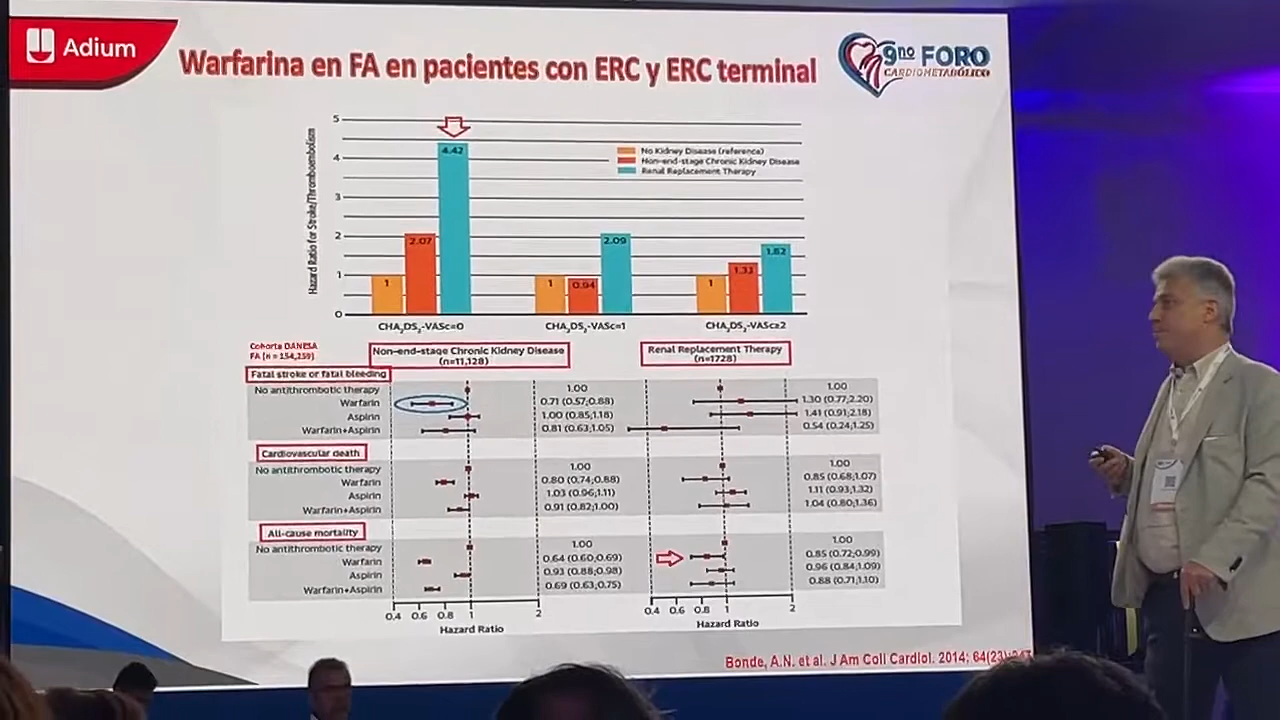 Adium
Warfarina en FA en pacientes con ERC y ERC terminal
9no FORO
CARDIOMETABÓLICO
Hazard Ratio for Stroke/Thromboembolism
5
4
3
2
1
0
4.42
2.07
1
2.09
1
0.94
1.82
1
1.33
No Kidney Disease (reference)
Non-end-stage Chronic Kidney Disease
Renal Replacement Therapy
CHA2DS2-VASc=0
CHA2DS2-VASc=1
CHA2DS2-VASc≥2
Cohorte DANESA
FA (n = 154,259)
Non-end-stage Chronic Kidney Disease
(n=11,128)
Renal Replacement Therapy
(n=1728)
Fatal stroke or fatal bleeding
No antithrombotic therapy 1.00 1.00
Warfarin 0.71 (0.57;0.88) 1.30 (0.77;2.20)
Aspirin 1.00 (0.85;1.18) 1.41 (0.91;2.18)
Warfarin+Aspirin 0.81 (0.63;1.05) 0.54 (0.24;1.25)
Cardiovascular death
No antithrombotic therapy 1.00 1.00
Warfarin 0.80 (0.74;0.88) 0.85 (0.68;1.07)
Aspirin 1.03 (0.96;1.11) 1.11 (0.93;1.32)
Warfarin+Aspirin 0.91 (0.82;1.00) 1.04 (0.80;1.36)
All-cause mortality
No antithrombotic therapy 1.00 1.00
Warfarin 0.64 (0.60;0.69) 0.85 (0.72;0.99)
Aspirin 0.93 (0.88;0.98) 0.96 (0.84;1.09)
Warfarin+Aspirin 0.69 (0.63;0.75) 0.88 (0.71;1.10)
0.4 0.6 0.8 1 2
0.4 0.6 0.8 1 2
Hazard Ratio
Hazard Ratio
Bonde, A.N. et al. J Am Coll Cardiol. 2014; 64(23):